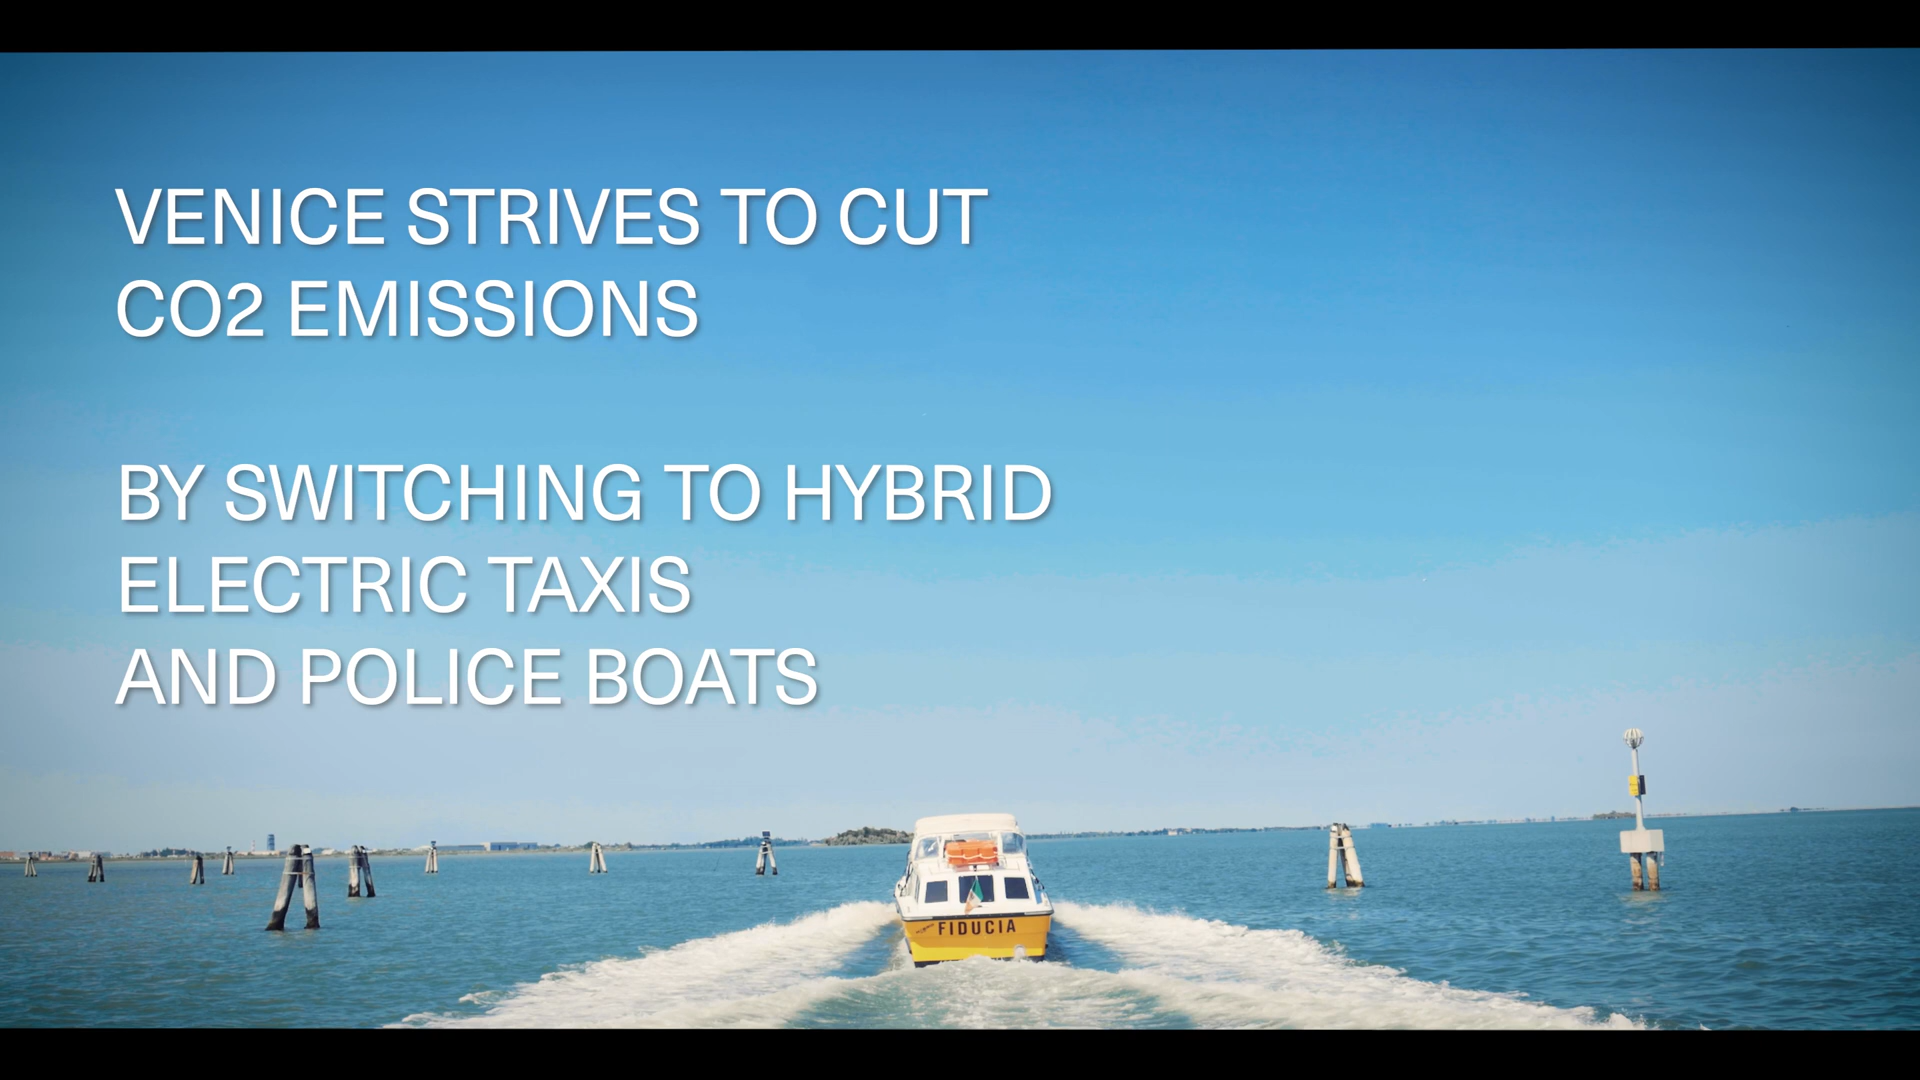 VENICE STRIVES TO CUT
CO2 EMISSIONS
BY SWITCHING TO HYBRID
ELECTRIC TAXIS
AND POLICE BOATS
FIDUCIA